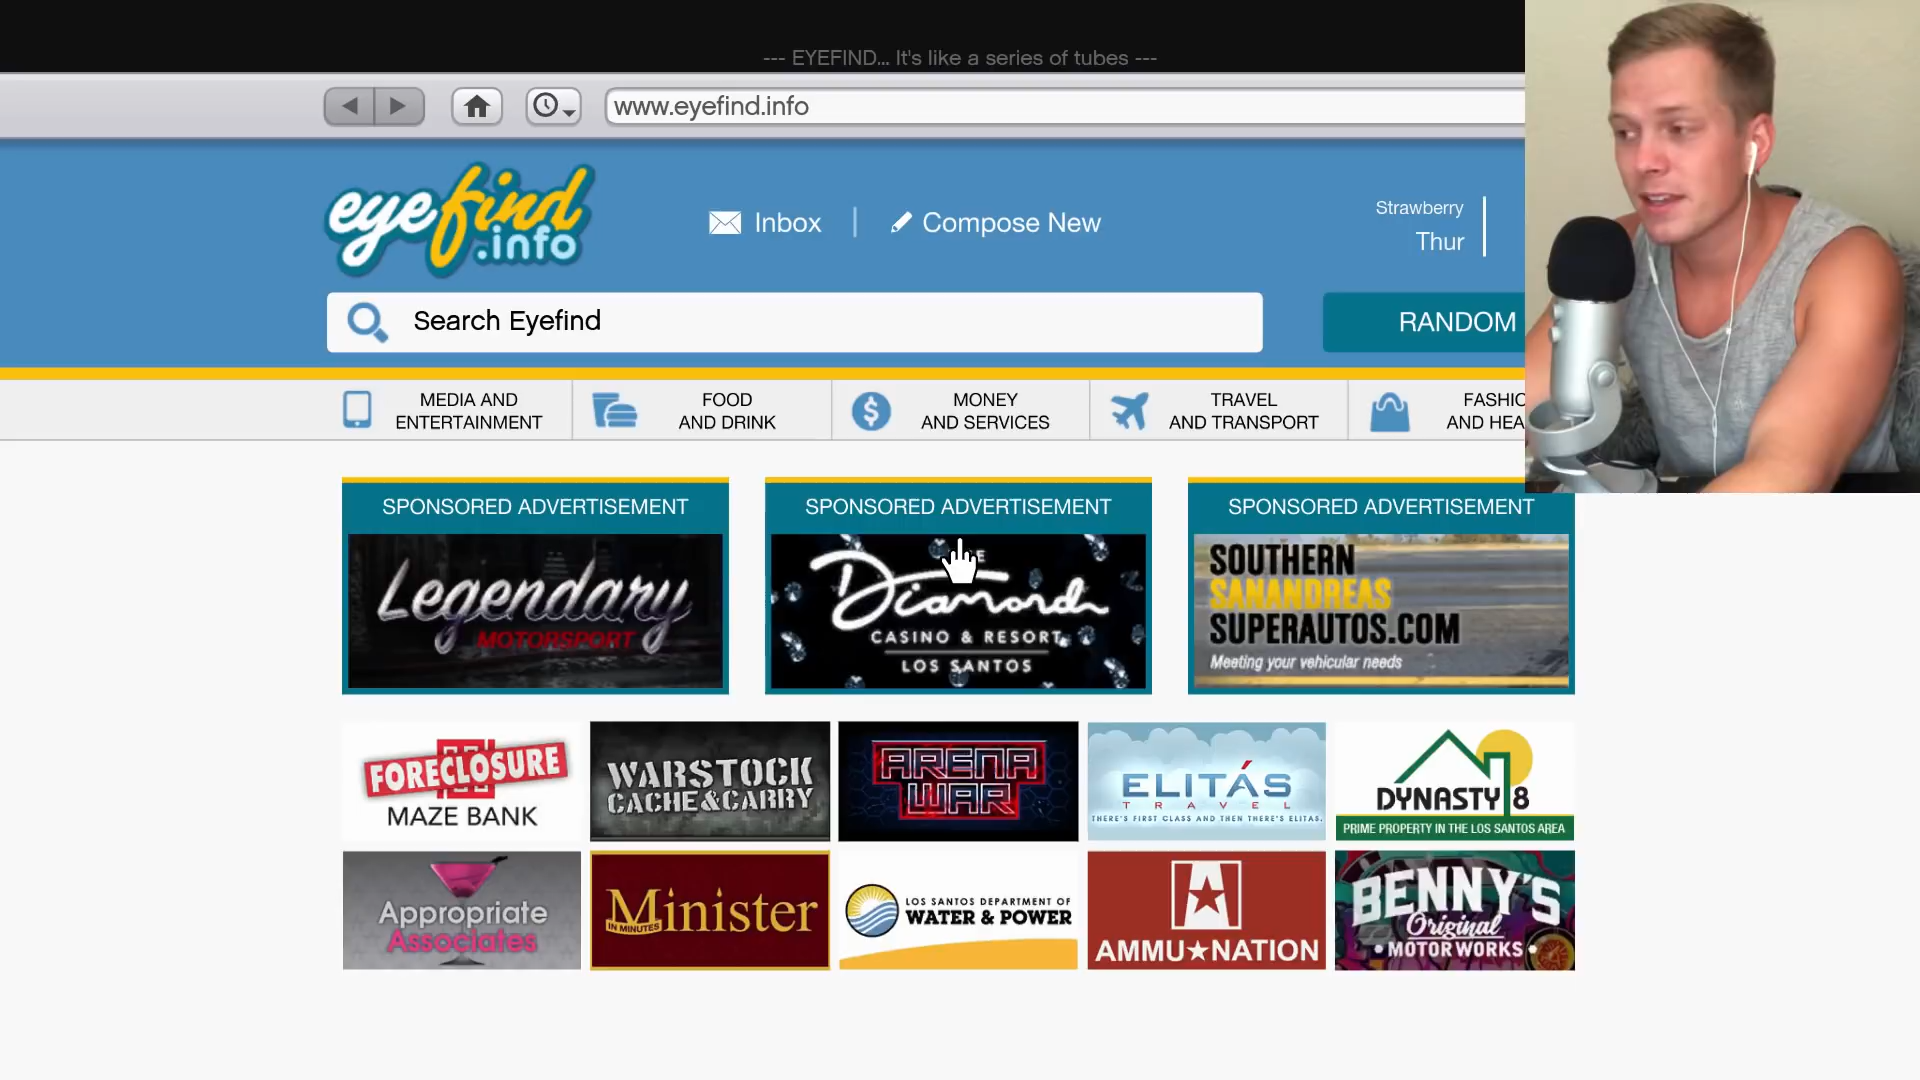 --- EYEFIND... It's like a series of tubes ---
www.eyefind.info
eyefind
.info
Inbox
Compose New
Strawberry
Thur
Search Eyefind
RANDOM
MEDIA AND
ENTERTAINMENT
FOOD
AND DRINK
MONEY
AND SERVICES
TRAVEL
AND TRANSPORT
FASHIO
AND HEA
SPONSORED ADVERTISEMENT
Legendary
MOTORSPORT
SPONSORED ADVERTISEMENT
Diamond
CASINO & RESORT
LOS SANTOS
SPONSORED ADVERTISEMENT
SOUTHERN
SANANDREAS
SUPERAUTOS.COM
Meeting your vehicular needs
FORECLOSURE
MAZE BANK
WARSTOCK
CACHE&CARRY
ARENA
WAR
ELITÁS
TRAVEL
THERE'S FIRST CLASS AND THEN THERE'S ELITAS.
DYNASTY 8
PRIME PROPERTY IN THE LOS SANTOS AREA
Appropriate
Associates
Minister
IN MINUTES
LOS SANTOS DEPARTMENT OF
WATER & POWER
AMMU★NATION
BENNY'S
Original
• MOTOR WORKS •